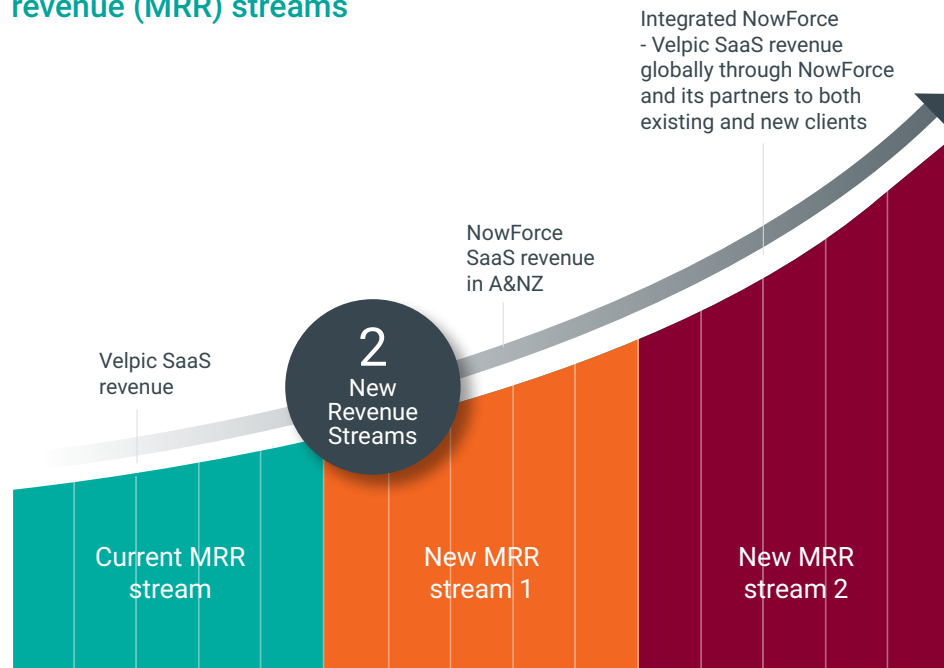 revenue (MRR) streams
Integrated NowForce
- Velpic SaaS revenue
globally through NowForce
and its partners to both
existing and new clients
NowForce
SaaS revenue
in A&NZ
2
New
Revenue
Streams
Velpic SaaS
revenue
Current MRR
stream
New MRR
stream 1
New MRR
stream 2